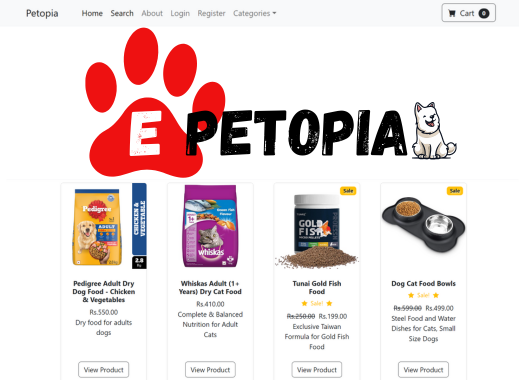 Petopia Home Search About Login Register Categories Cart 0
E PETOPIA
Pedigree
ADULT
CHICKEN &
VEGETABLE
2.8
Kg
Pedigree Adult Dry
Dog Food - Chicken
& Vegetables
Rs.550.00
Dry food for adults
dogs
View Product
1+
whiskas
Whiskas Adult (1+
Years) Dry Cat Food
Rs.410.00
Complete & Balanced
Nutrition for Adult
Cats
View Product
Sale
GOLD
FISH
Tunai Gold Fish
Food
Sale!
Rs.250.00 Rs.199.00
Exclusive Taiwan
Formula for Gold Fish
Food
View Product
Sale
Dog Cat Food Bowls
Sale!
Rs.599.00 Rs.499.00
Steel Food and Water
Dishes for Cats, Small
Size Dogs
View Product